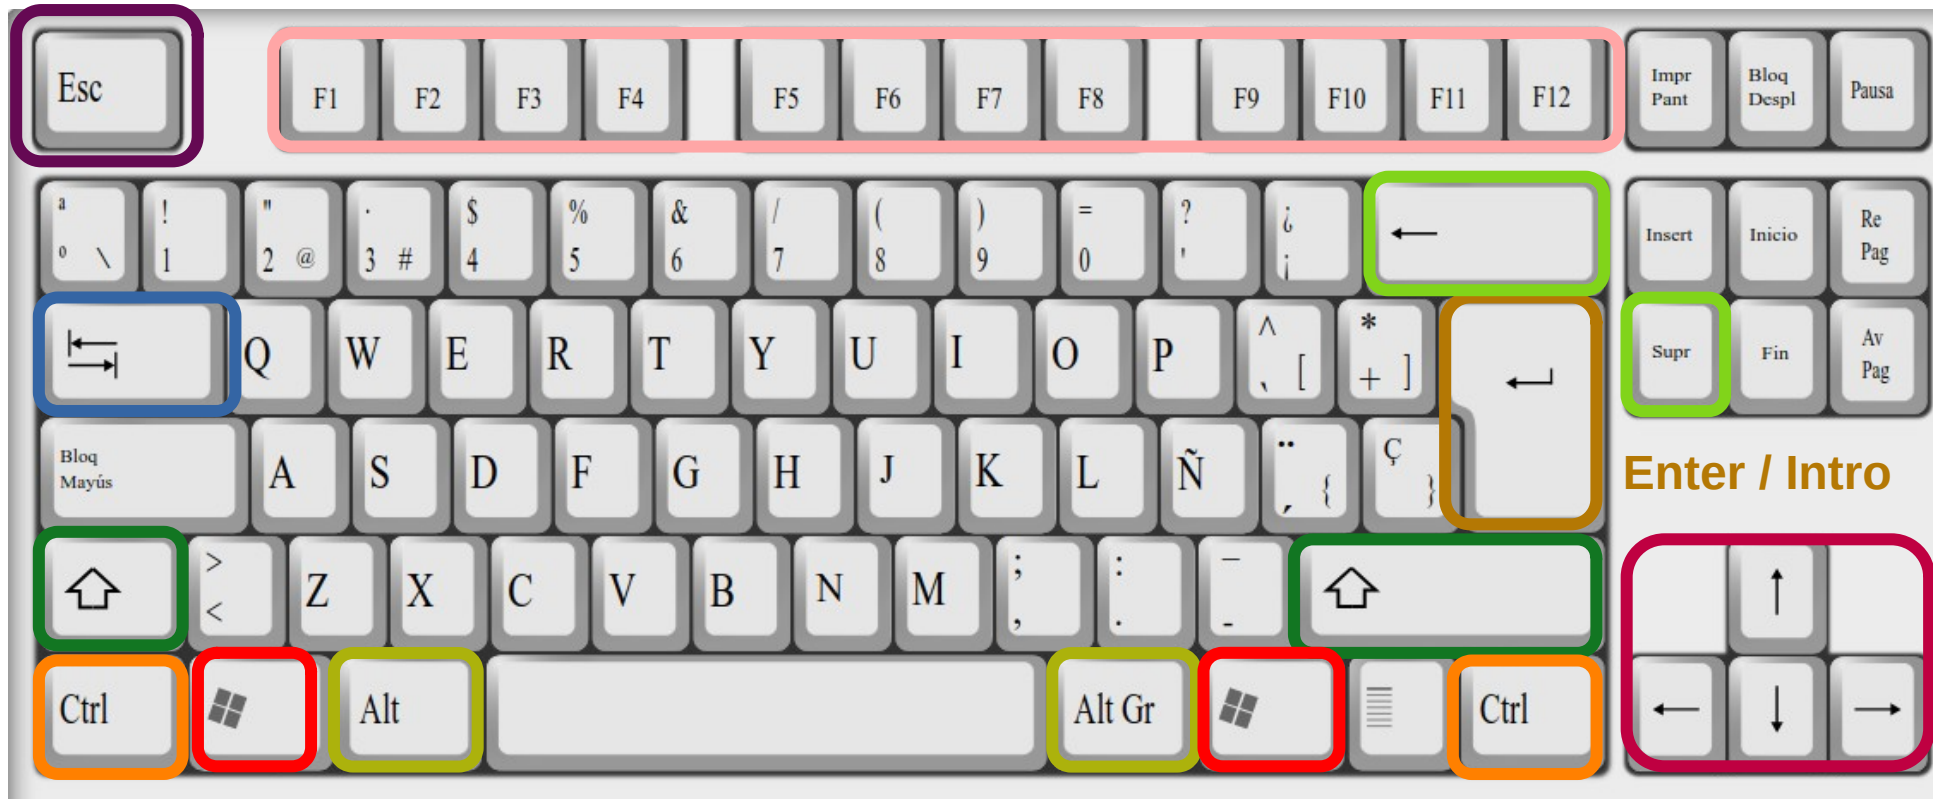 Esc
F1 F2 F3 F4 F5 F6 F7 F8 F9 F10 F11 F12
Impr
Pant
Bloq
Despl
Pausa
ª
º \
!
1
"
2 @
·
3 #
$
4
%
5
&
6
/
7
(
8
)
9
=
0
?
'
¿
¡
←
Insert
Inicio
Re
Pag
Q W E R T Y U I O P
^
` [
*
+ ]
↵
Supr
Fin
Av
Pag
Bloq
Mayús
A S D F G H J K L Ñ
¨
´ {
Ç
}
Enter / Intro
⇧
>
<
Z X C V B N M
;
,
:
.
_
-
⇧
↑
Ctrl
Alt
Alt Gr
Ctrl
← ↓ →